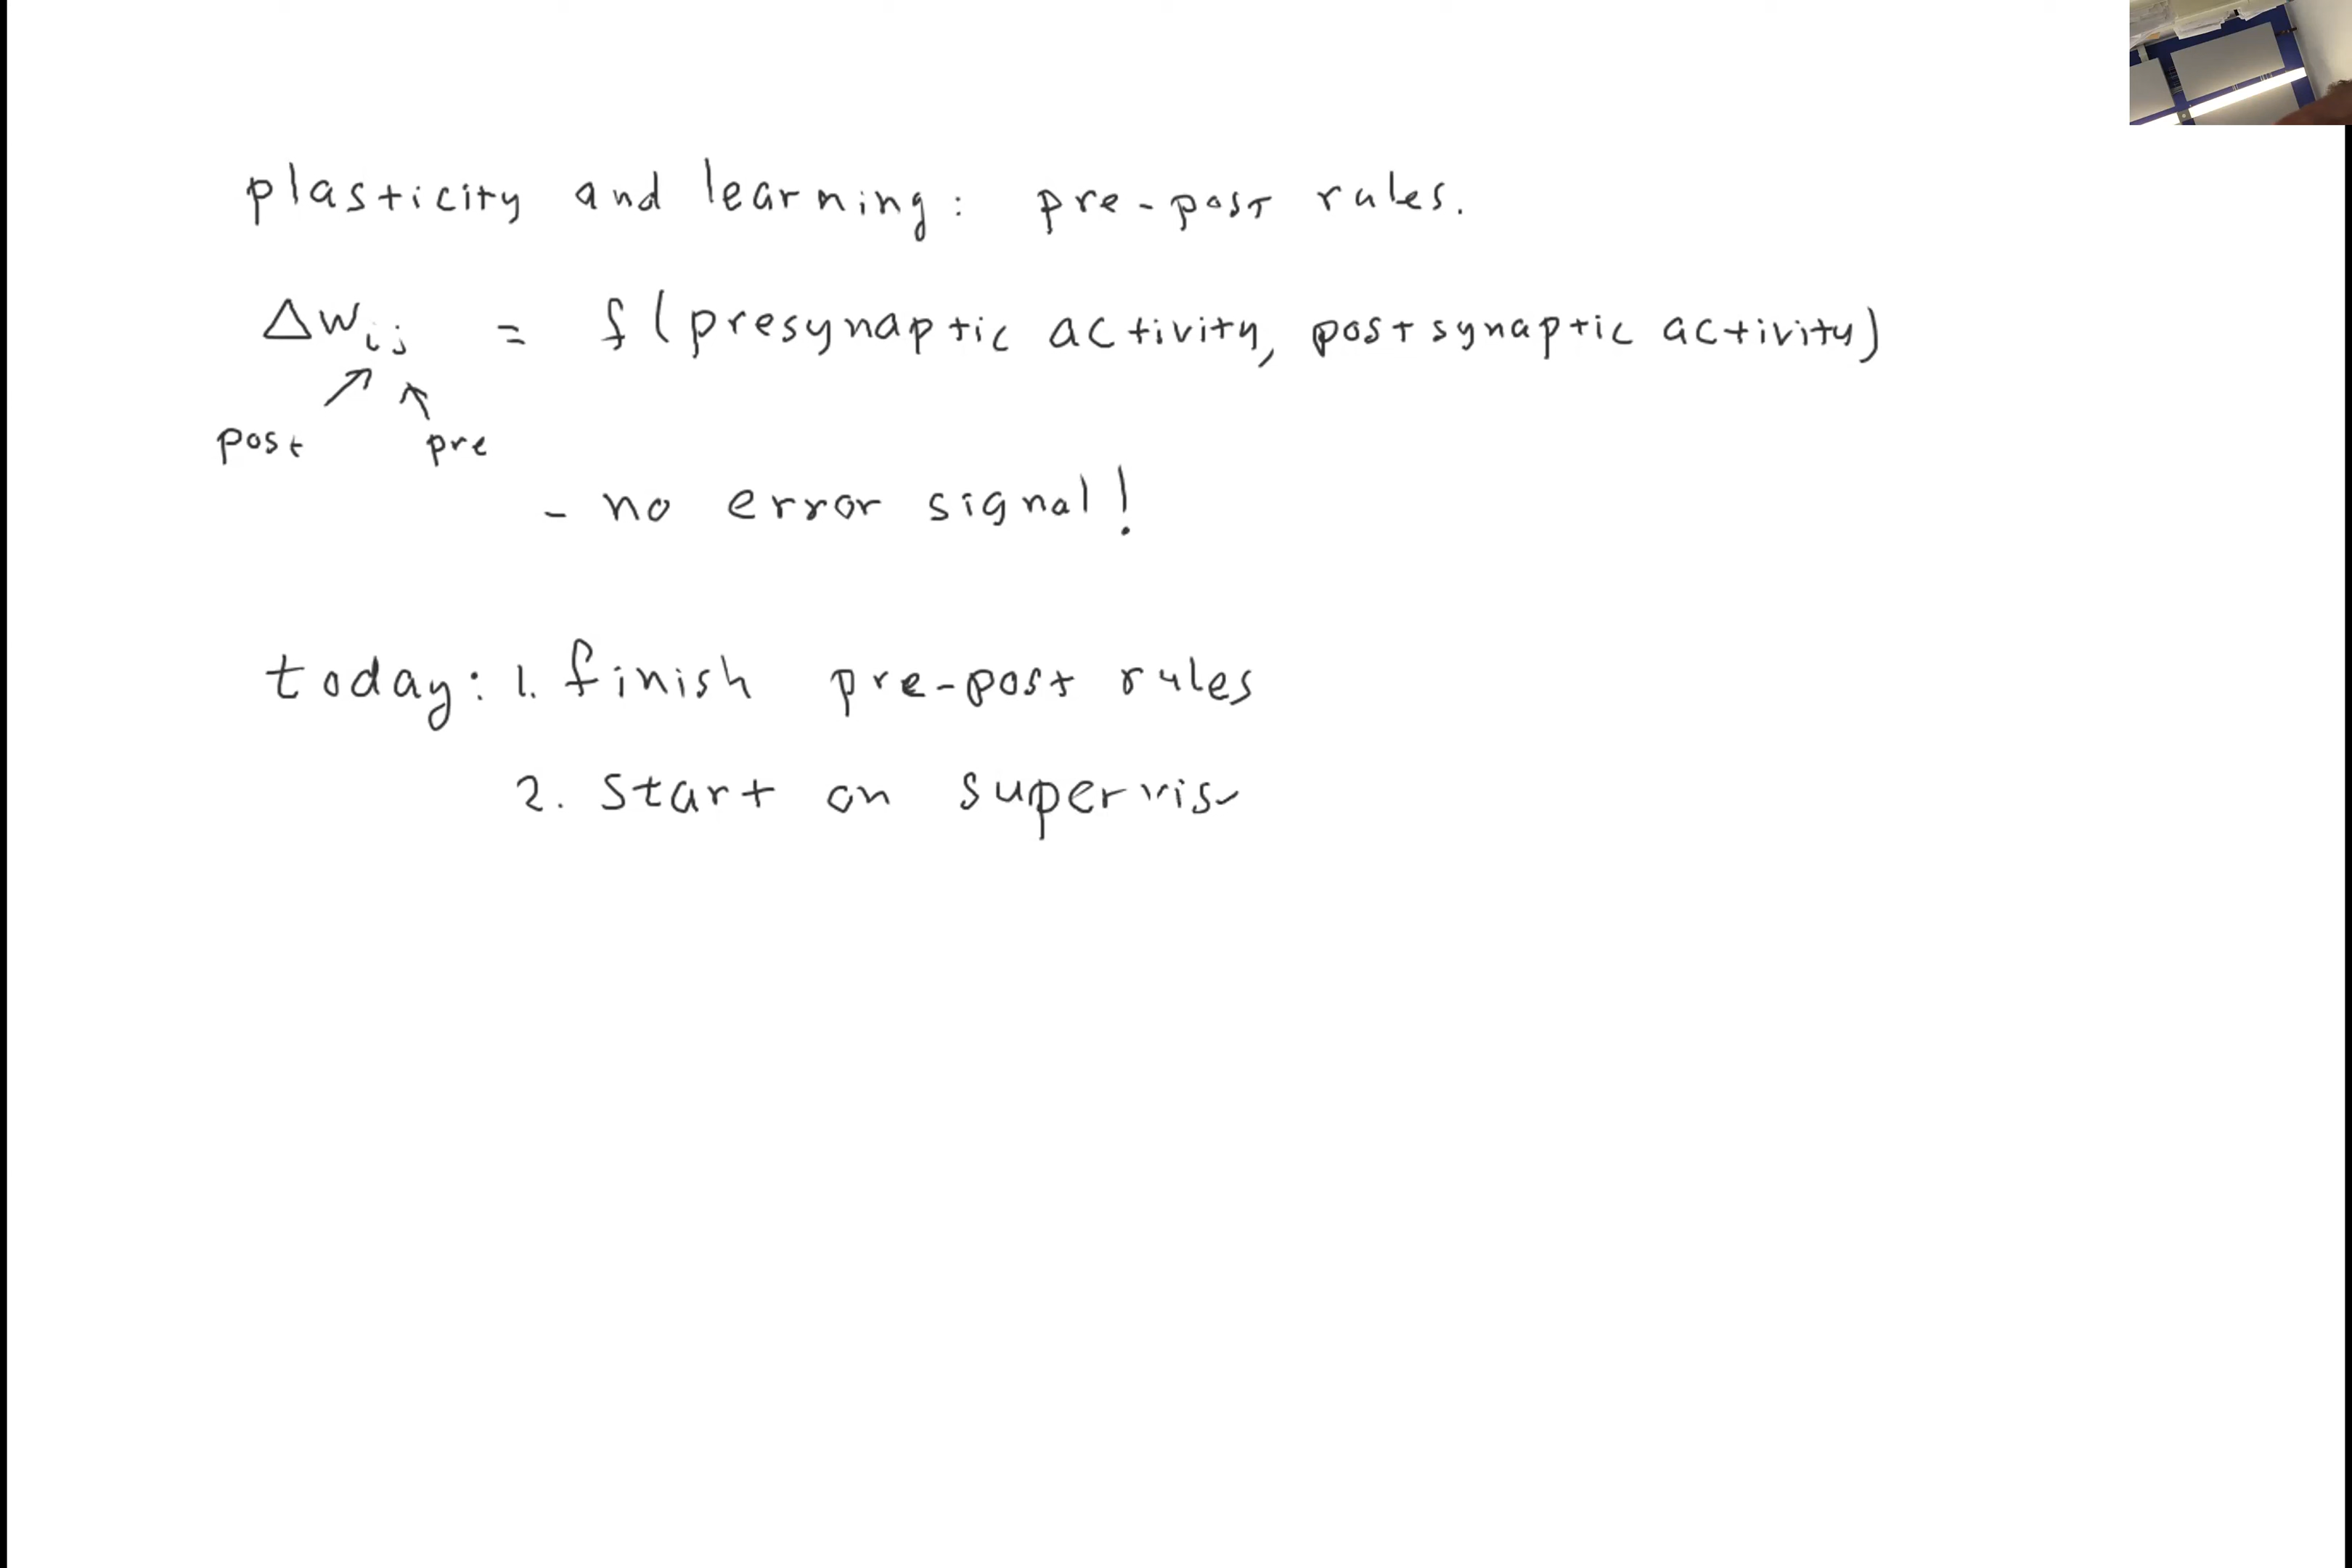 plasticity and learning: pre-post rules.
Δwij = f(presynaptic activity, postsynaptic activity)
post pre
- no error signal!
today: 1. finish pre-post rules
2. start on supervis